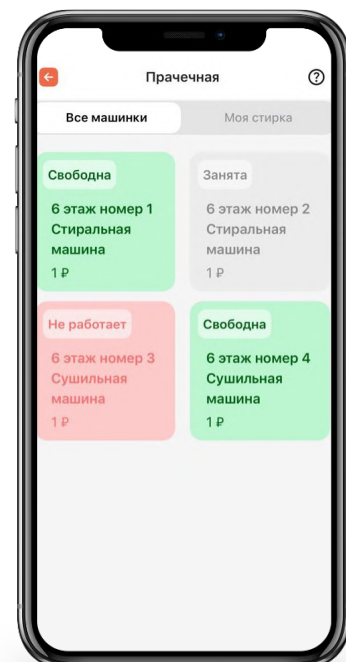 Прачечная
Все машинки
Моя стирка
Свободна
6 этаж номер 1
Стиральная
машина
1 ₽
Занята
6 этаж номер 2
Стиральная
машина
1 ₽
Не работает
6 этаж номер 3
Сушильная
машина
1 ₽
Свободна
6 этаж номер 4
Сушильная
машина
1 ₽